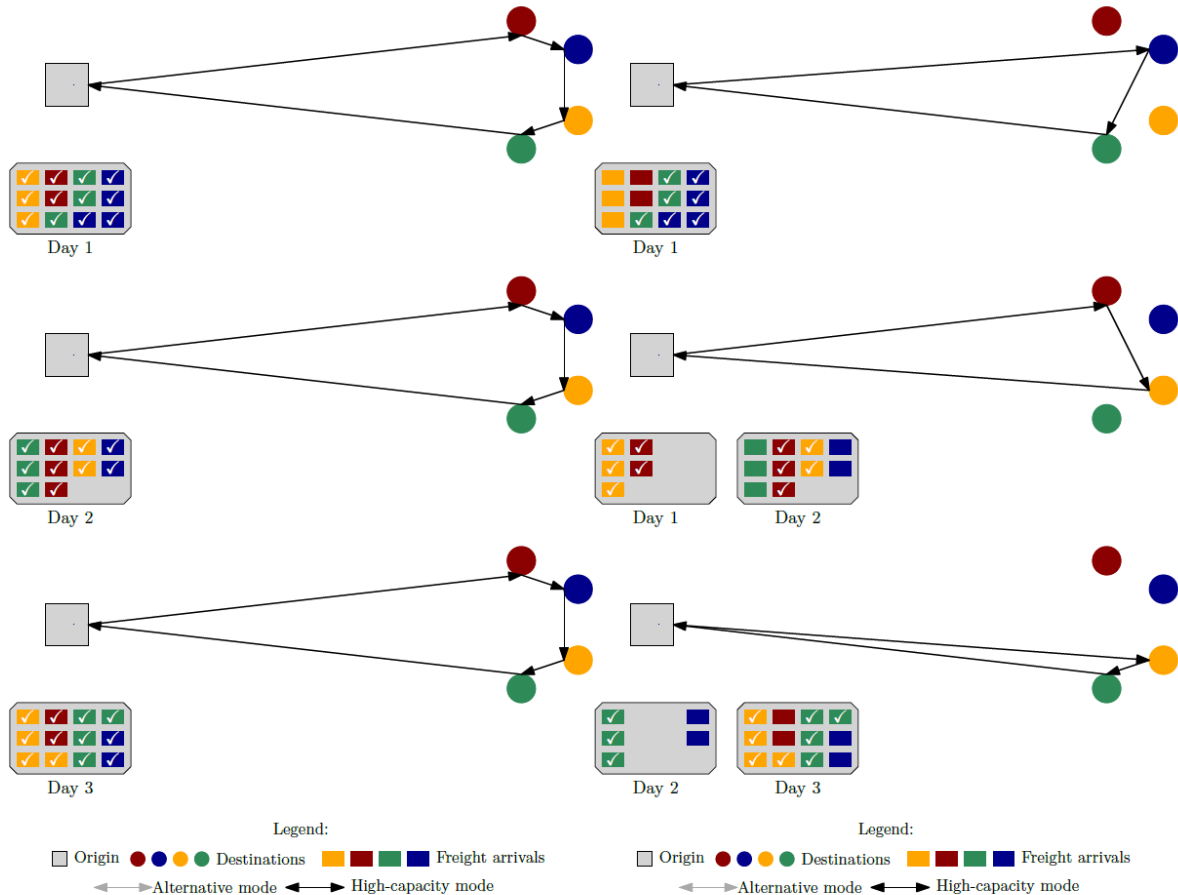 Day 1
Day 1
Day 2
Day 1
Day 2
Day 3
Day 2
Day 3
Legend:
Origin Destinations Freight arrivals
Alternative mode High-capacity mode
Legend:
Origin Destinations Freight arrivals
Alternative mode High-capacity mode